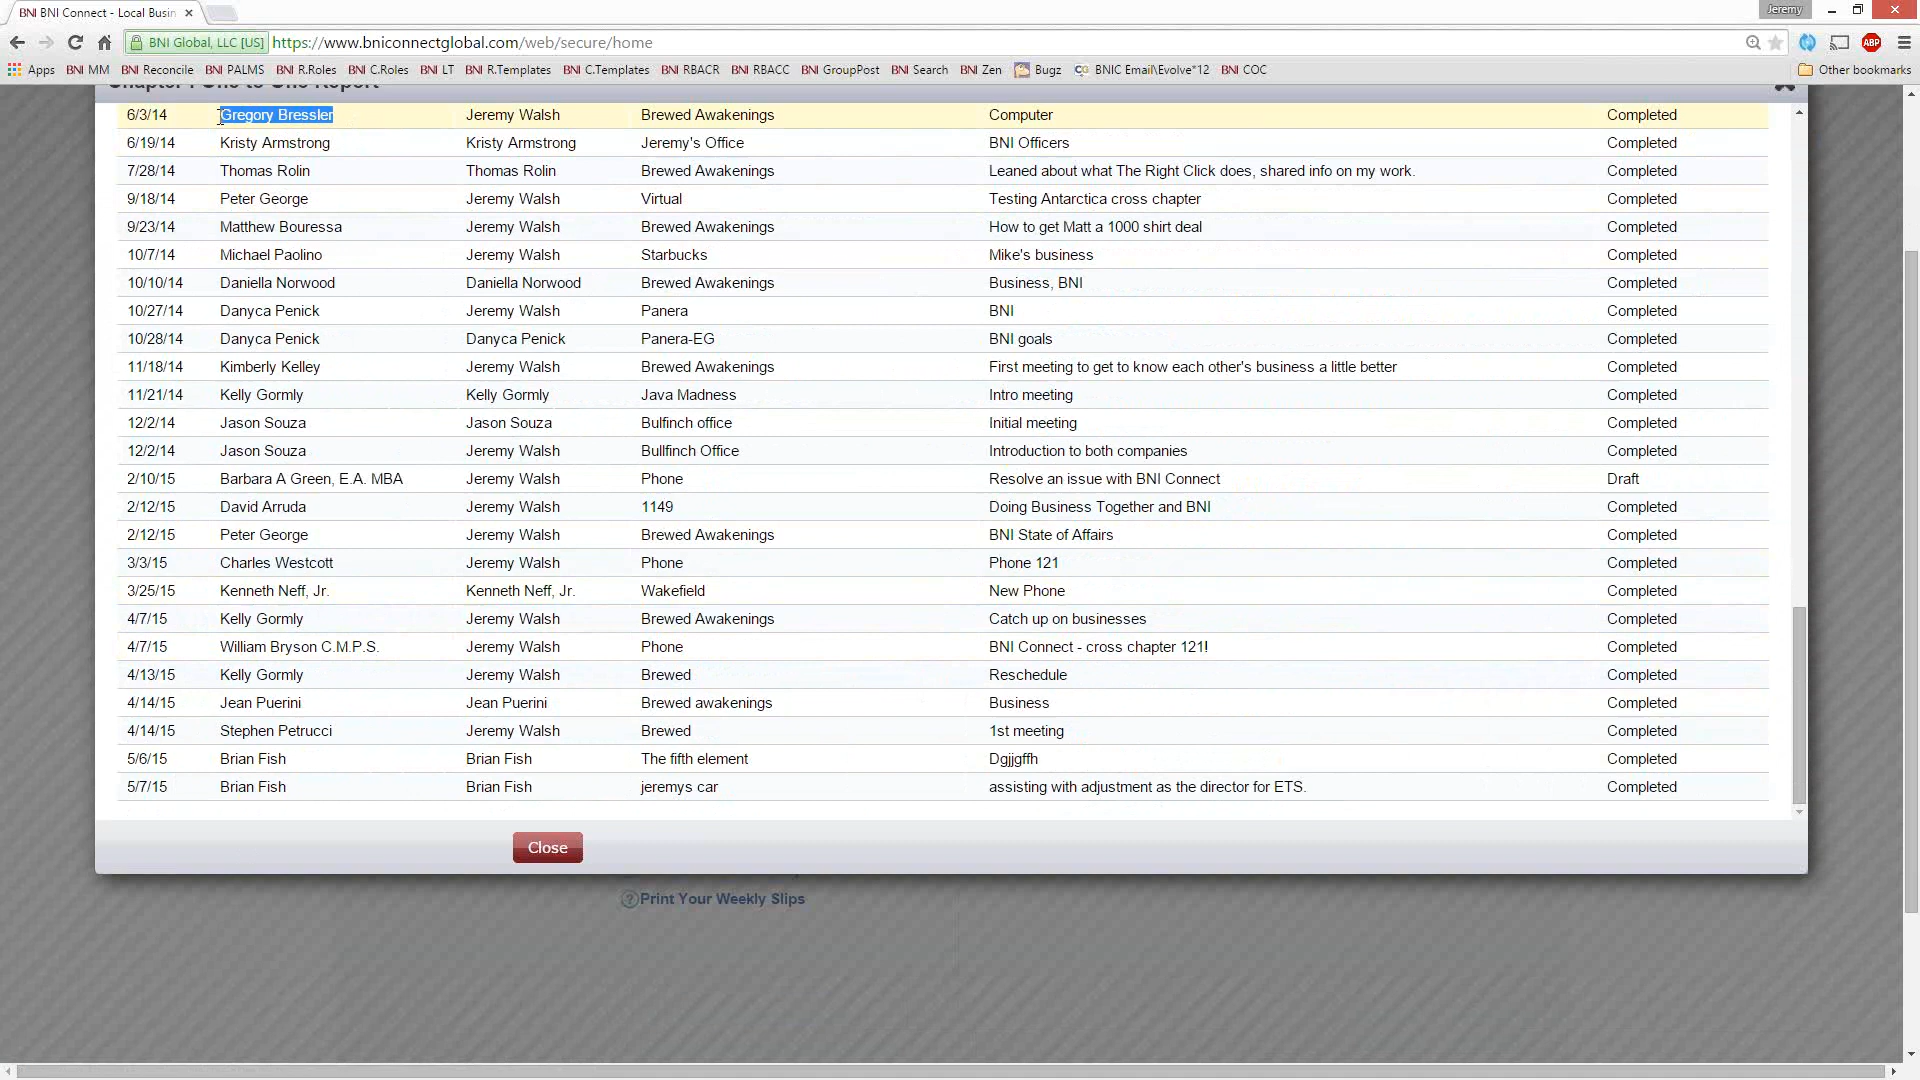 BNI BNI Connect - Local Busin
Jeremy
BNI Global, LLC [US] https://www.bniconnectglobal.com/web/secure/home
Apps BNI MM BNI Reconcile BNI PALMS BNI R.Roles BNI C.Roles BNI LT BNI R.Templates BNI C.Templates BNI RBACR BNI RBACC BNI GroupPost BNI Search BNI Zen Bugz BNIC Email\Evolve*12 BNI COC Other bookmarks
ABP
One to One Report
6/3/14 Gregory Bressler Jeremy Walsh Brewed Awakenings Computer Completed
6/19/14 Kristy Armstrong Kristy Armstrong Jeremy's Office BNI Officers Completed
7/28/14 Thomas Rolin Thomas Rolin Brewed Awakenings Leaned about what The Right Click does, shared info on my work. Completed
9/18/14 Peter George Jeremy Walsh Virtual Testing Antarctica cross chapter Completed
9/23/14 Matthew Bouressa Jeremy Walsh Brewed Awakenings How to get Matt a 1000 shirt deal Completed
10/7/14 Michael Paolino Jeremy Walsh Starbucks Mike's business Completed
10/10/14 Daniella Norwood Daniella Norwood Brewed Awakenings Business, BNI Completed
10/27/14 Danyca Penick Jeremy Walsh Panera BNI Completed
10/28/14 Danyca Penick Danyca Penick Panera-EG BNI goals Completed
11/18/14 Kimberly Kelley Jeremy Walsh Brewed Awakenings First meeting to get to know each other's business a little better Completed
11/21/14 Kelly Gormly Kelly Gormly Java Madness Intro meeting Completed
12/2/14 Jason Souza Jason Souza Bulfinch office Initial meeting Completed
12/2/14 Jason Souza Jeremy Walsh Bullfinch Office Introduction to both companies Completed
2/10/15 Barbara A Green, E.A. MBA Jeremy Walsh Phone Resolve an issue with BNI Connect Draft
2/12/15 David Arruda Jeremy Walsh 1149 Doing Business Together and BNI Completed
2/12/15 Peter George Jeremy Walsh Brewed Awakenings BNI State of Affairs Completed
3/3/15 Charles Westcott Jeremy Walsh Phone Phone 121 Completed
3/25/15 Kenneth Neff, Jr. Kenneth Neff, Jr. Wakefield New Phone Completed
4/7/15 Kelly Gormly Jeremy Walsh Brewed Awakenings Catch up on businesses Completed
4/7/15 William Bryson C.M.P.S. Jeremy Walsh Phone BNI Connect - cross chapter 121! Completed
4/13/15 Kelly Gormly Jeremy Walsh Brewed Reschedule Completed
4/14/15 Jean Puerini Jean Puerini Brewed awakenings Business Completed
4/14/15 Stephen Petrucci Jeremy Walsh Brewed 1st meeting Completed
5/6/15 Brian Fish Brian Fish The fifth element Dgjjgffh Completed
5/7/15 Brian Fish Brian Fish jeremys car assisting with adjustment as the director for ETS. Completed
Close
Print Your Weekly Slips